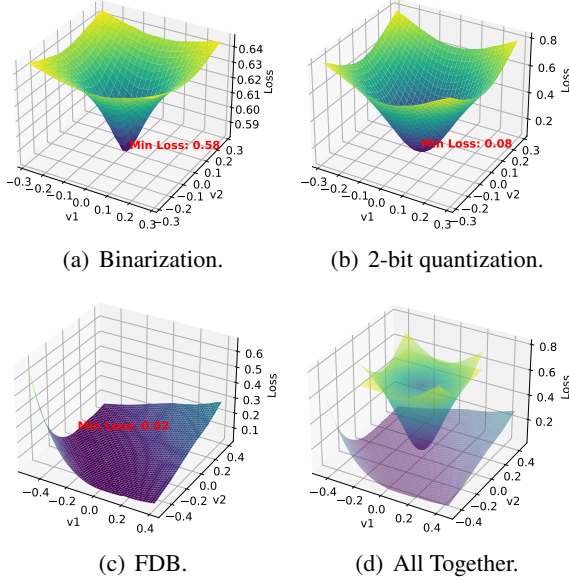 0.64
0.63
0.62
0.61
0.60
0.59
Loss
Min Loss: 0.58
−0.3 −0.2 −0.1 0.0 0.1 0.2 0.3
v1
−0.3 −0.2 −0.1 0.0 0.1 0.2 0.3
v2
(a) Binarization.
0.8
0.6
0.4
0.2
Loss
Min Loss: 0.08
−0.3 −0.2 −0.1 0.0 0.1 0.2 0.3
v1
−0.3 −0.2 −0.1 0.0 0.1 0.2 0.3
v2
(b) 2-bit quantization.
0.6
0.5
0.4
0.3
0.2
0.1
Loss
Min Loss: 0.02
−0.4 −0.2 0.0 0.2 0.4
v1
−0.4 −0.2 0.0 0.2 0.4
v2
(c) FDB.
0.8
0.6
0.4
0.2
Loss
−0.4 −0.2 0.0 0.2 0.4
v1
−0.4 −0.2 0.0 0.2 0.4
v2
(d) All Together.